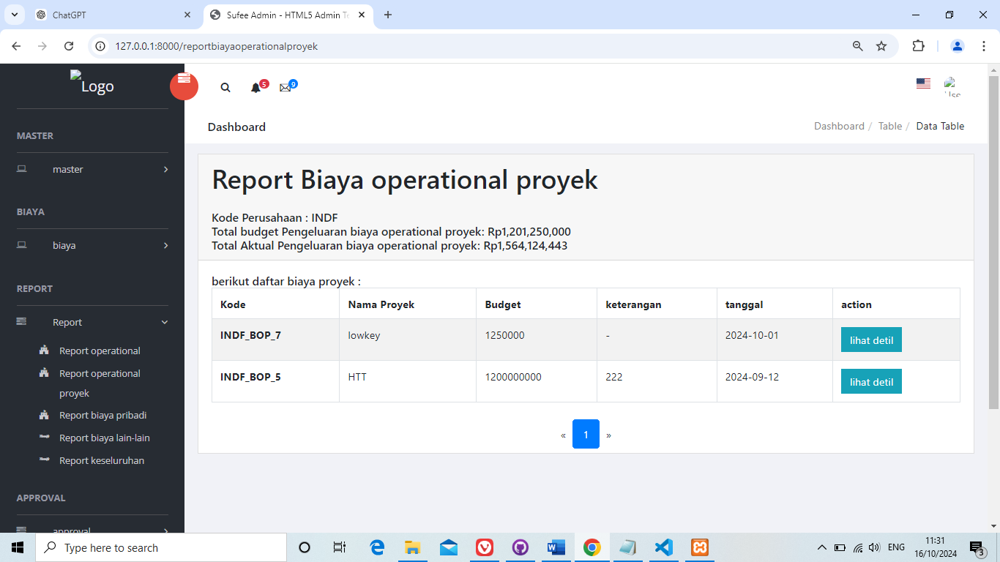 ChatGPT
Sufee Admin - HTML5 Admin Te
127.0.0.1:8000/reportbiayaoperationalproyek
Logo
5
9
Use
MASTER
master
BIAYA
biaya
REPORT
Report
Report operational
Report operational
proyek
Report biaya pribadi
Report biaya lain-lain
Report keseluruhan
APPROVAL
approval
Dashboard
Dashboard / Table / Data Table
Report Biaya operational proyek
Kode Perusahaan : INDF
Total budget Pengeluaran biaya operational proyek: Rp1,201,250,000
Total Aktual Pengeluaran biaya operational proyek: Rp1,564,124,443
berikut daftar biaya proyek :
Kode Nama Proyek Budget keterangan tanggal action
INDF_BOP_7 lowkey 1250000 - 2024-10-01 lihat detil
INDF_BOP_5 HTT 1200000000 222 2024-09-12 lihat detil
« 1 »
Type here to search
ENG
11:31
16/10/2024
3